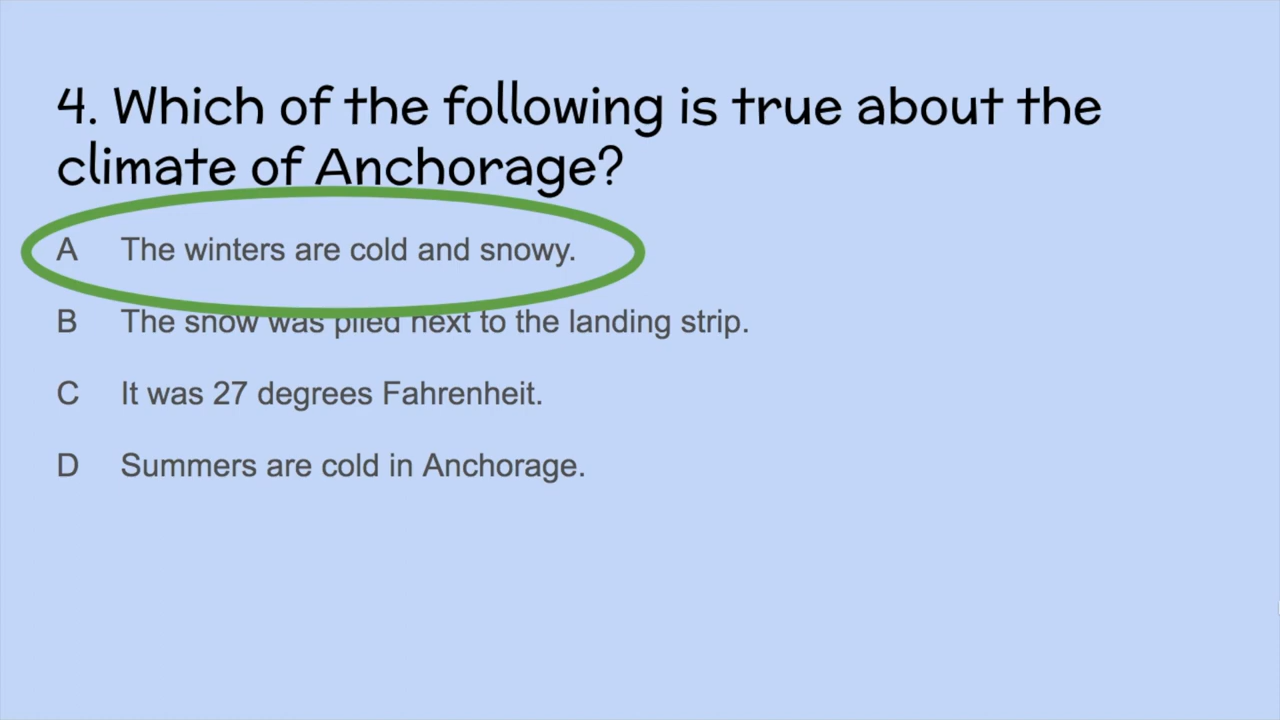 4. Which of the following is true about the
climate of Anchorage?
A The winters are cold and snowy.
B The snow was piled next to the landing strip.
C It was 27 degrees Fahrenheit.
D Summers are cold in Anchorage.